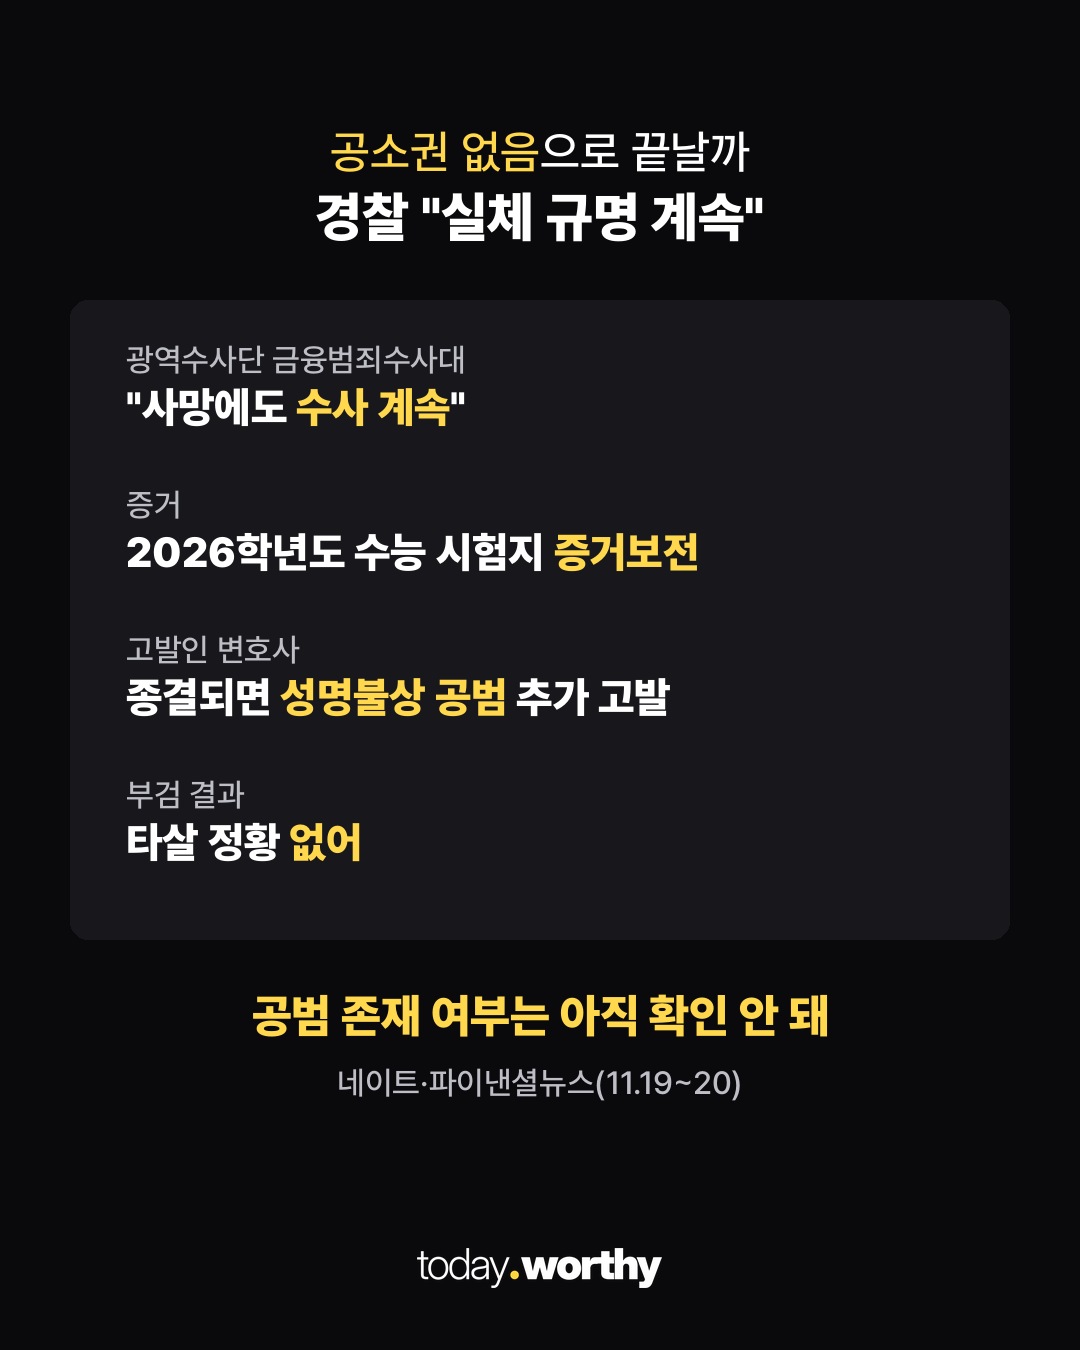 공소권 없음으로 끝날까
경찰 "실체 규명 계속"
광역수사단 금융범죄수사대
"사망에도 수사 계속"
증거
2026학년도 수능 시험지 증거보전
고발인 변호사
종결되면 성명불상 공범 추가 고발
부검 결과
타살 정황 없어
공범 존재 여부는 아직 확인 안 돼
네이트·파이낸셜뉴스(11.19~20)
today.worthy